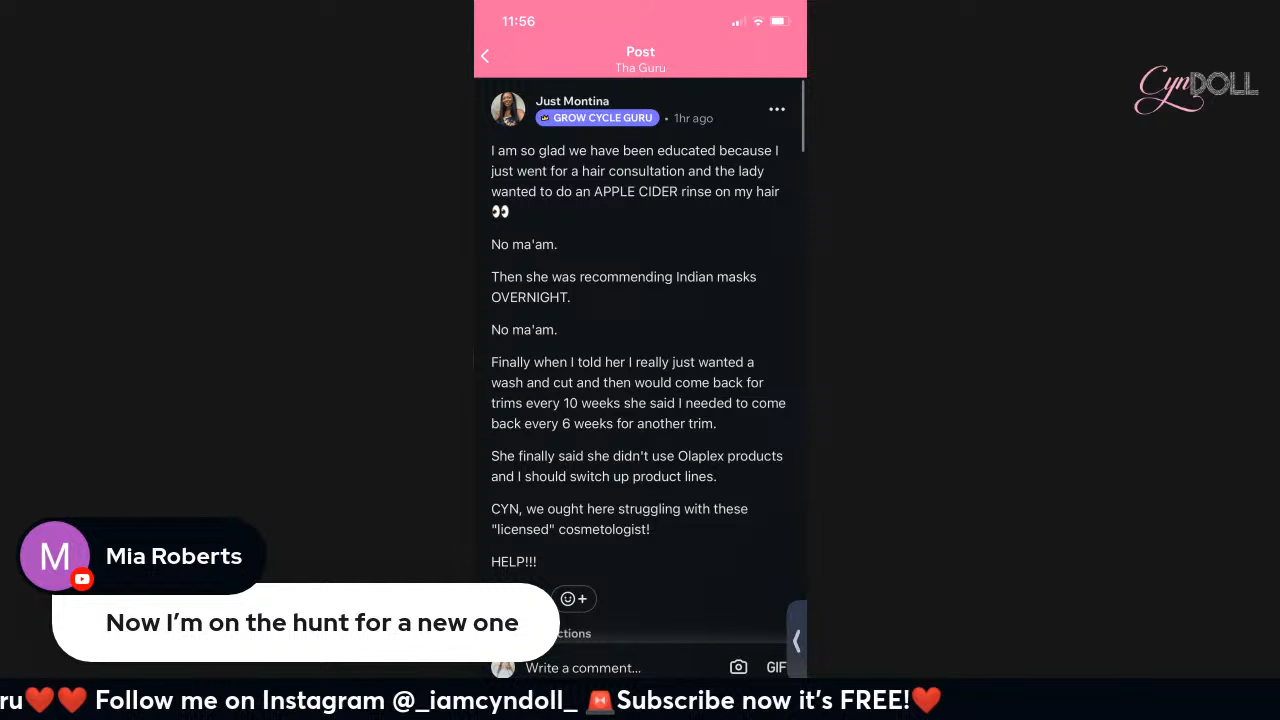 11:56
Post
Tha Guru
CynDOLL
Just Montina
GROW CYCLE GURU • 1hr ago
I am so glad we have been educated because I
just went for a hair consultation and the lady
wanted to do an APPLE CIDER rinse on my hair
👀
No ma'am.
Then she was recommending Indian masks
OVERNIGHT.
No ma'am.
Finally when I told her I really just wanted a
wash and cut and then would come back for
trims every 10 weeks she said I needed to come
back every 6 weeks for another trim.
She finally said she didn't use Olaplex products
and I should switch up product lines.
CYN, we ought here struggling with these
"licensed" cosmetologist!
HELP!!!
M
Mia Roberts
Now I’m on the hunt for a new one
ctions
Write a comment...
GIF
ru❤️❤️ Follow me on Instagram @_iamcyndoll_ 🚨Subscribe now it’s FREE!❤️